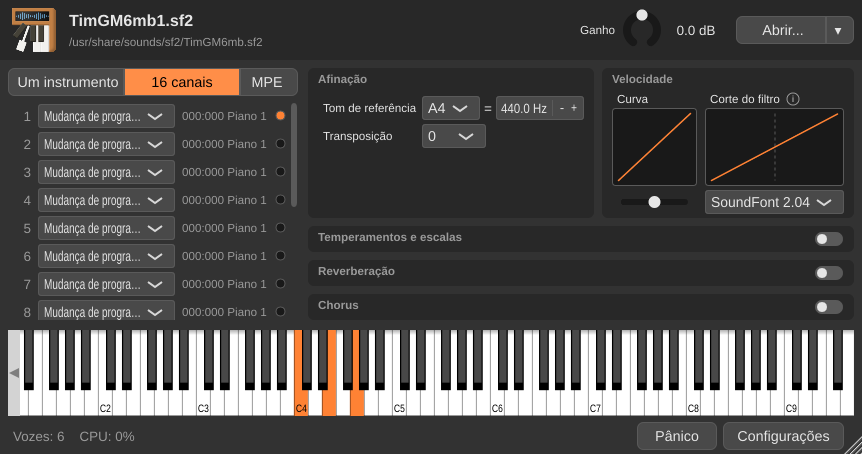 TimGM6mb1.sf2
/usr/share/sounds/sf2/TimGM6mb.sf2
Ganho 0.0 dB Abrir... ▼
Um instrumento 16 canais MPE
1 Mudança de progra... 000:000 Piano 1
2 Mudança de progra... 000:000 Piano 1
3 Mudança de progra... 000:000 Piano 1
4 Mudança de progra... 000:000 Piano 1
5 Mudança de progra... 000:000 Piano 1
6 Mudança de progra... 000:000 Piano 1
7 Mudança de progra... 000:000 Piano 1
8 Mudança de progra... 000:000 Piano 1
Afinação
Tom de referência A4 = 440.0 Hz - +
Transposição 0
Velocidade
Curva Corte do filtro i
SoundFont 2.04
Temperamentos e escalas
Reverberação
Chorus
C2 C3 C4 C5 C6 C7 C8 C9
Vozes: 6 CPU: 0% Pânico Configurações